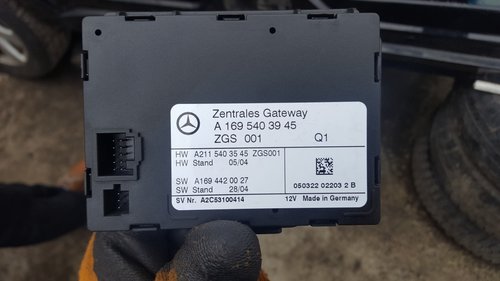 Zentrales Gateway
A 169 540 39 45
ZGS 001 Q1
HW A211 540 35 45 ZGS001
HW Stand 05/04
SW A169 442 00 27
SW Stand 28/04
050322 02203 2 B
SV Nr. A2C53100414 12V Made in Germany